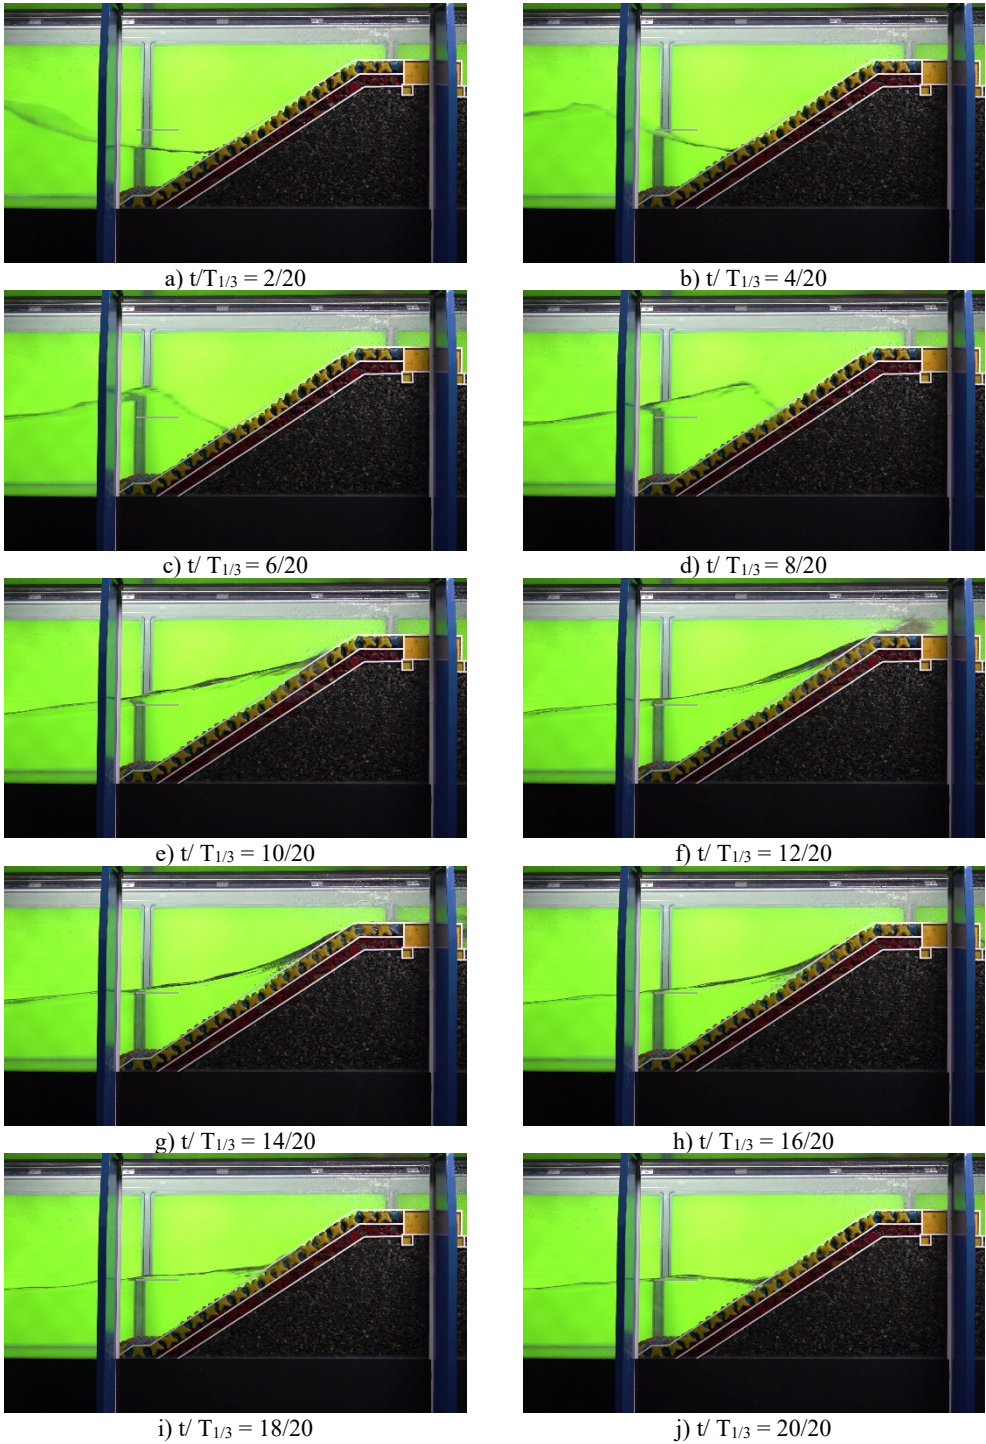 a) t/T1/3 = 2/20
b) t/ T1/3 = 4/20
c) t/ T1/3 = 6/20
d) t/ T1/3 = 8/20
e) t/ T1/3 = 10/20
f) t/ T1/3 = 12/20
g) t/ T1/3 = 14/20
h) t/ T1/3 = 16/20
i) t/ T1/3 = 18/20
j) t/ T1/3 = 20/20